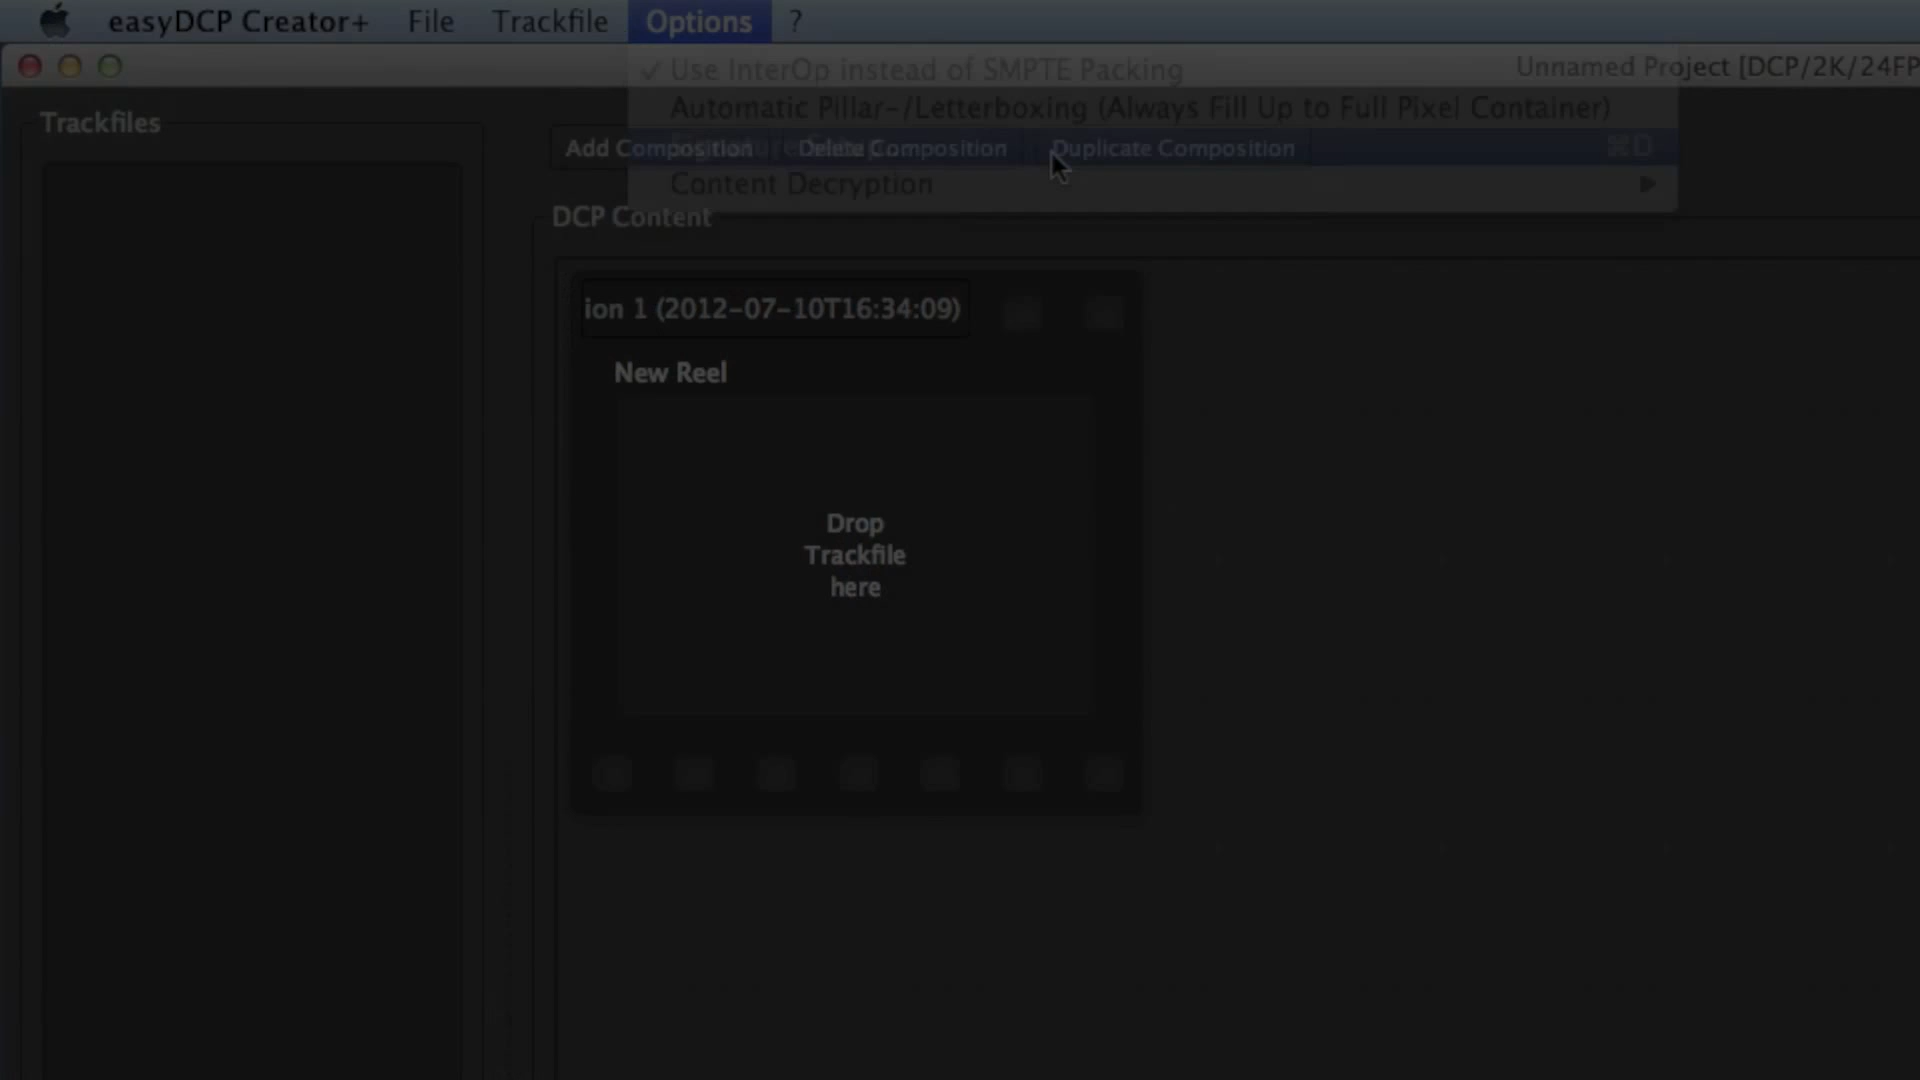 easyDCP Creator+ File Trackfile Options ?
✓ Use InterOp instead of SMPTE Packing
Unnamed Project [DCP/2K/24FP
Automatic Pillar-/Letterboxing (Always Fill Up to Full Pixel Container)
Trackfiles
Add Composition Delete Composition Duplicate Composition ⌘D
Content Decryption
DCP Content
ion 1 (2012-07-10T16:34:09)
New Reel
Drop
Trackfile
here